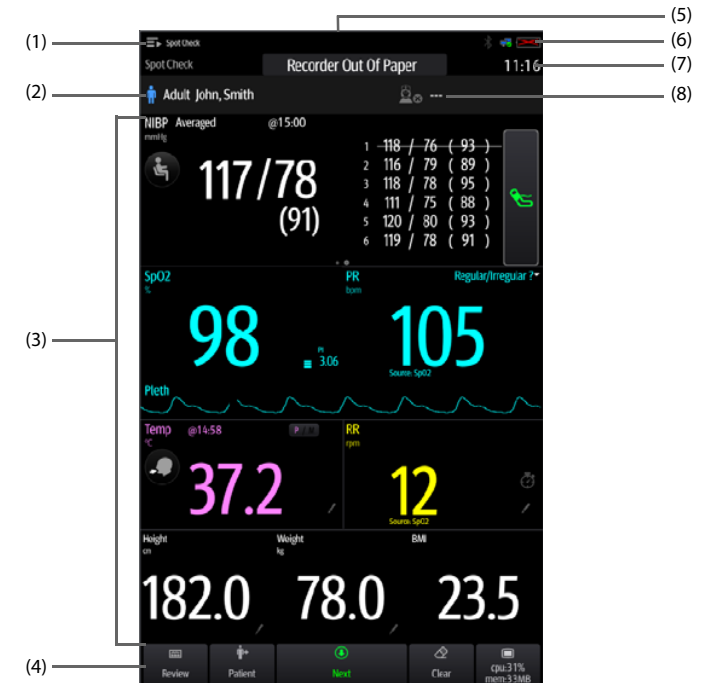 (5)
(1) Spot Check (6)
Spot Check Recorder Out Of Paper 11:16 (7)
(2) Adult John, Smith --- (8)
NIBP Averaged @15:00
mmHg
117/78
(91)
1 118 / 76 ( 93 )
2 116 / 79 ( 89 )
3 118 / 78 ( 95 )
4 111 / 75 ( 88 )
5 120 / 80 ( 93 )
6 119 / 78 ( 91 )
SpO2 PR Regular/Irregular ?
% bpm
(3)
98 105
PI
3.06
Source: SpO2
Pleth
Temp @14:58 RR
°C rpm
37.2 12
Source: SpO2
Height Weight BMI
cm kg
182.0 78.0 23.5
(4) Review Patient Next Clear cpu:31%
mem:33MB